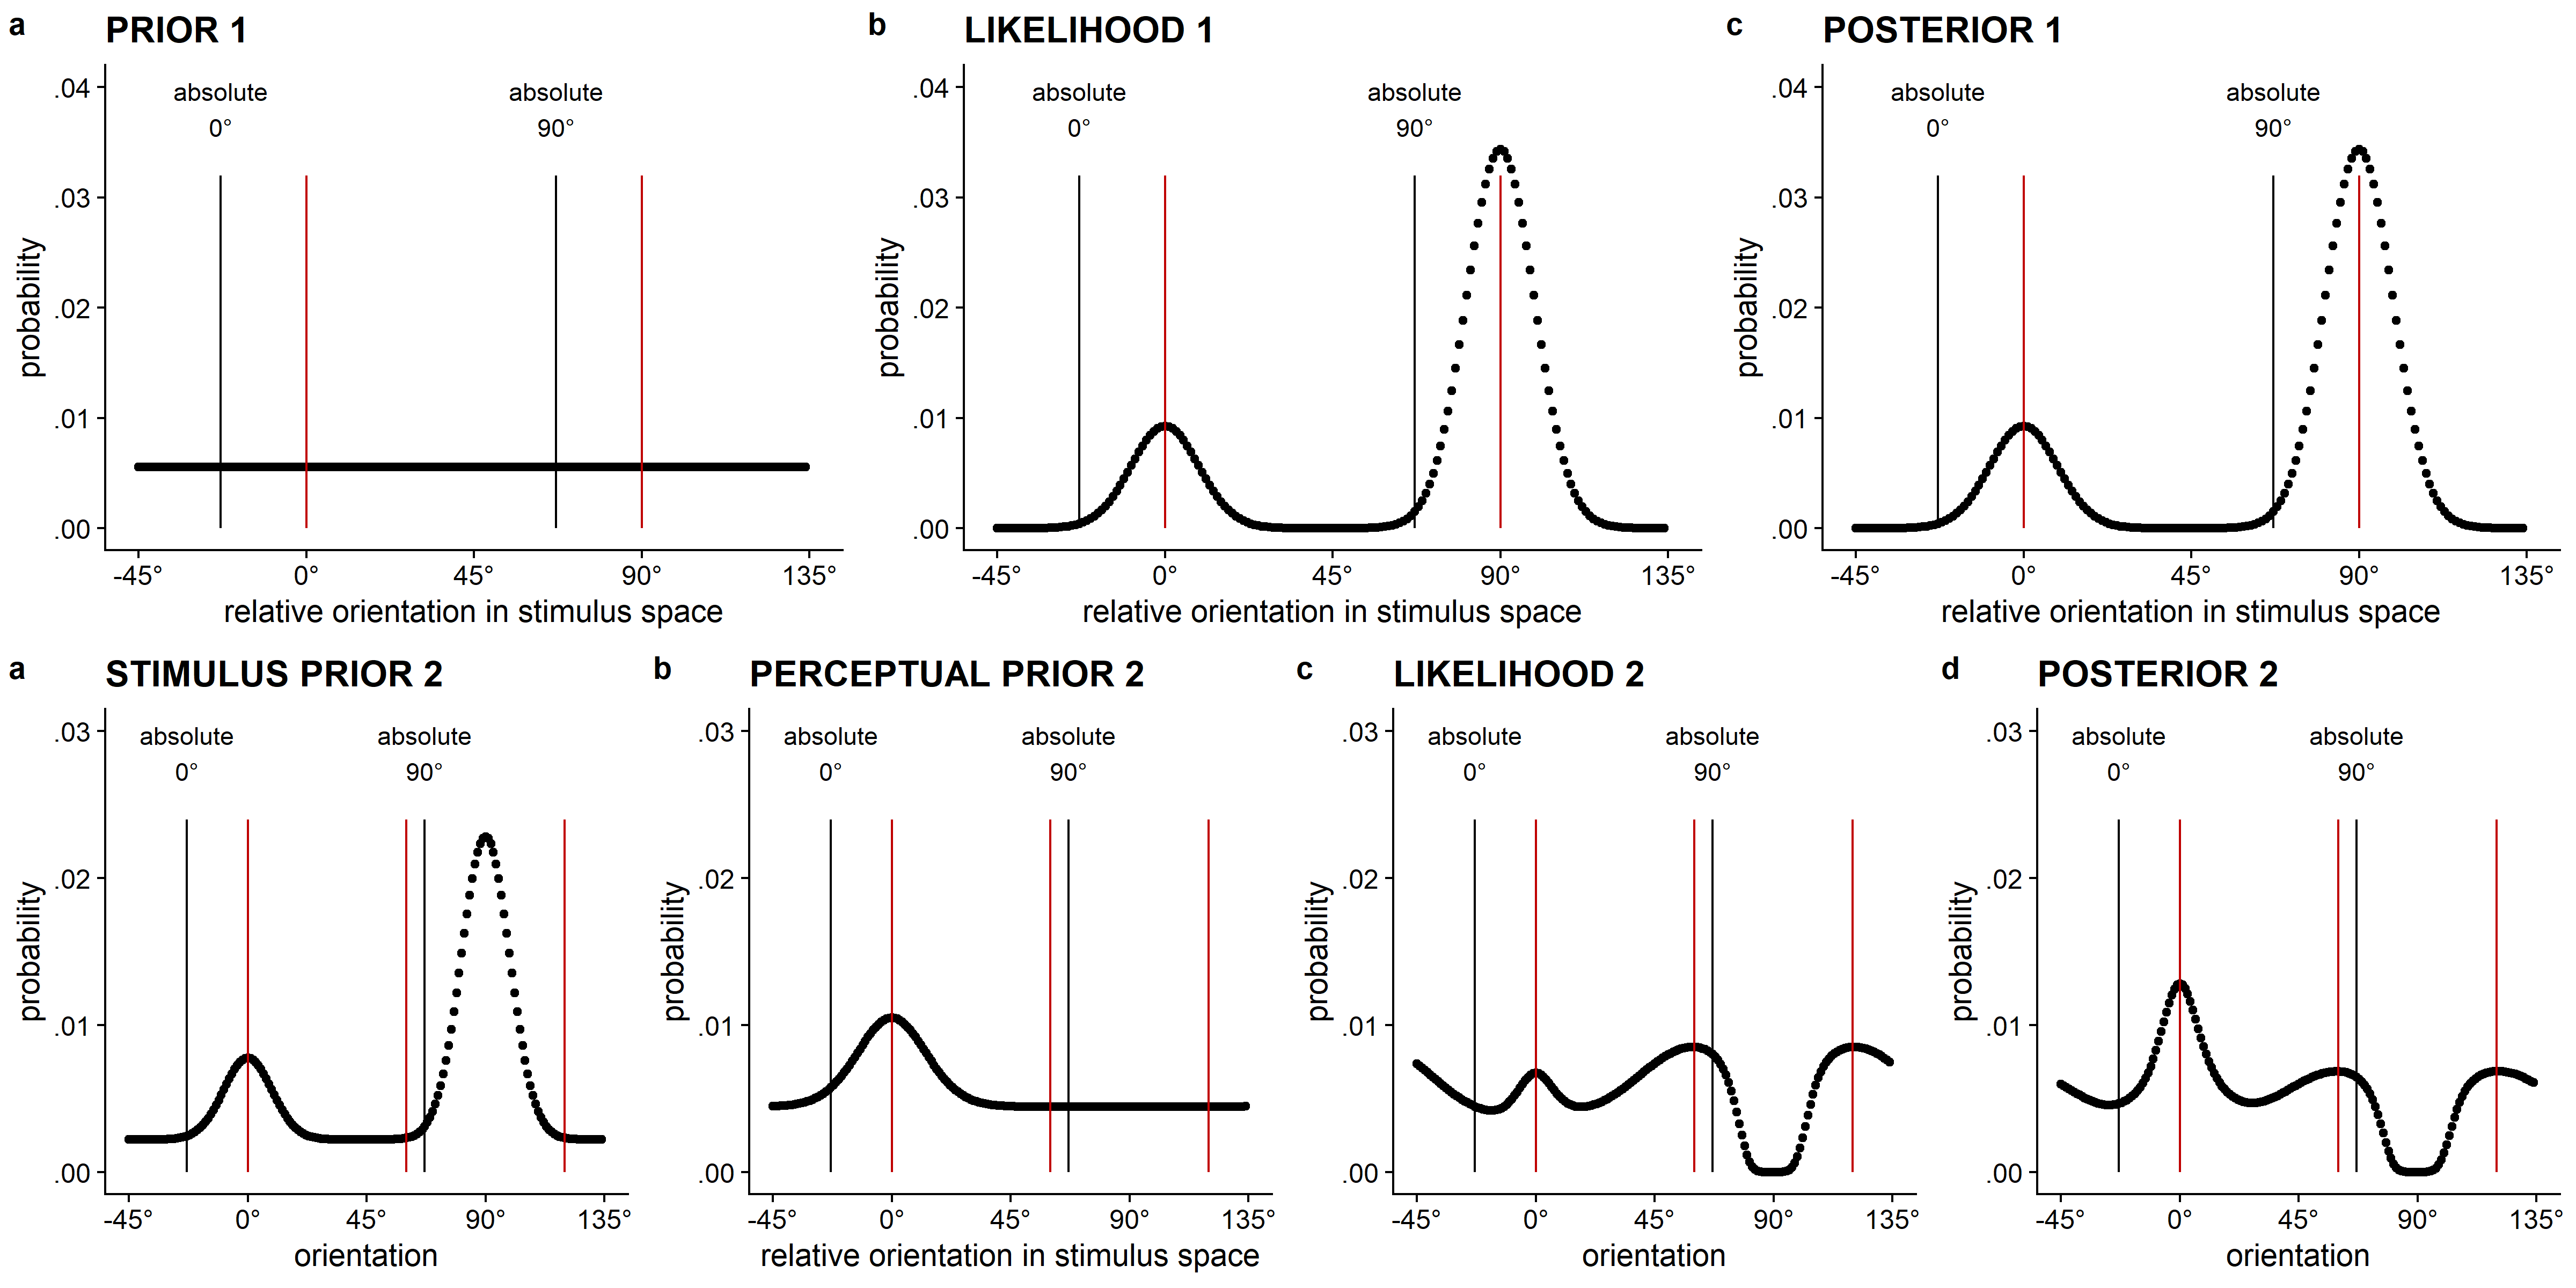 a PRIOR 1
absolute 0°
absolute 90°
.04
.03
.02
.01
.00
probability
-45° 0° 45° 90° 135°
relative orientation in stimulus space
b LIKELIHOOD 1
absolute 0°
absolute 90°
.04
.03
.02
.01
.00
probability
-45° 0° 45° 90° 135°
relative orientation in stimulus space
c POSTERIOR 1
absolute 0°
absolute 90°
.04
.03
.02
.01
.00
probability
-45° 0° 45° 90° 135°
relative orientation in stimulus space
a STIMULUS PRIOR 2
absolute 0°
absolute 90°
.03
.02
.01
.00
probability
-45° 0° 45° 90° 135°
orientation
b PERCEPTUAL PRIOR 2
absolute 0°
absolute 90°
.03
.02
.01
.00
probability
-45° 0° 45° 90° 135°
relative orientation in stimulus space
c LIKELIHOOD 2
absolute 0°
absolute 90°
.03
.02
.01
.00
probability
-45° 0° 45° 90° 135°
orientation
d POSTERIOR 2
absolute 0°
absolute 90°
.03
.02
.01
.00
probability
-45° 0° 45° 90° 135°
orientation